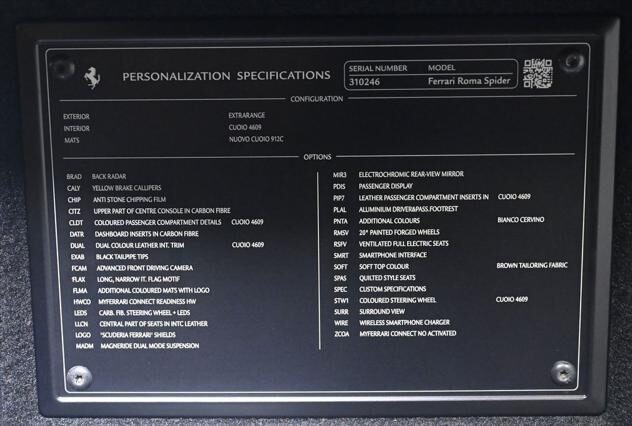 PERSONALIZATION SPECIFICATIONS
SERIAL NUMBER MODEL
310246 Ferrari Roma Spider
CONFIGURATION
EXTERIOR EXTRARANGE
INTERIOR CUOIO 4609
MATS NUOVO CUOIO 912C
OPTIONS
BRAD BACK RADAR
CALY YELLOW BRAKE CALLIPERS
CHIP ANTI STONE CHIPPING FILM
CITZ UPPER PART OF CENTRE CONSOLE IN CARBON FIBRE
CLDT COLOURED PASSENGER COMPARTMENT DETAILS CUOIO 4609
DATR DASHBOARD INSERTS IN CARBON FIBRE
DUAL DUAL COLOUR LEATHER INT. TRIM CUOIO 4609
EXAB BLACK TAILPIPE TIPS
FCAM ADVANCED FRONT DRIVING CAMERA
FLAX LONG, NARROW IT. FLAG MOTIF
FLMA ADDITIONAL COLOURED MATS WITH LOGO
HWCO MYFERRARI CONNECT READINESS HW
LEDS CARB. FIB. STEERING WHEEL + LEDS
LLCN CENTRAL PART OF SEATS IN INTC LEATHER
LOGO "SCUDERIA FERRARI" SHIELDS
MADM MAGNERIDE DUAL MODE SUSPENSION
MIR3 ELECTROCHROMIC REAR-VIEW MIRROR
PDIS PASSENGER DISPLAY
PIP7 LEATHER PASSENGER COMPARTMENT INSERTS IN CUOIO 4609
PLAL ALUMINIUM DRIVER&PASS.FOOTREST
PNTA ADDITIONAL COLOURS BIANCO CERVINO
RMSV 20" PAINTED FORGED WHEELS
RSFV VENTILATED FULL ELECTRIC SEATS
SMRT SMARTPHONE INTERFACE
SOFT SOFT TOP COLOUR BROWN TAILORING FABRIC
SPAS QUILTED STYLE SEATS
SPEC CUSTOM SPECIFICATIONS
STW1 COLOURED STEERING WHEEL CUOIO 4609
SURR SURROUND VIEW
WIRE WIRELESS SMARTPHONE CHARGER
ZCOA MYFERRARI CONNECT NO ACTIVATED